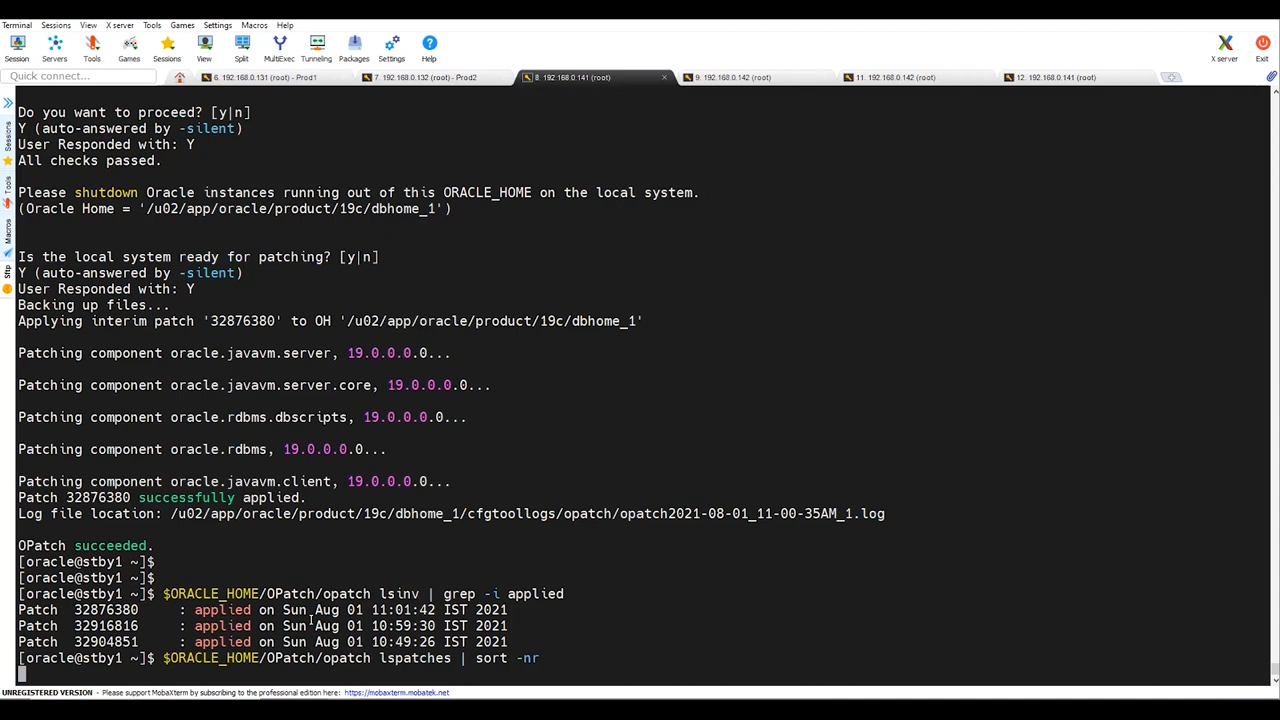 Terminal Sessions View X server Tools Games Settings Macros Help
Session Servers Tools Games Sessions View Split MultiExec Tunneling Packages Settings Help X server Exit
Quick connect... 6. 192.168.0.131 (root) - Prod1 7. 192.168.0.132 (root) - Prod2 8. 192.168.0.141 (root) 9. 192.168.0.142 (root) 11. 192.168.0.142 (root) 12. 192.168.0.141 (root)
Sessions
Tools
Macros
Sftp
Do you want to proceed? [y|n]
Y (auto-answered by -silent)
User Responded with: Y
All checks passed.
Please shutdown Oracle instances running out of this ORACLE_HOME on the local system.
(Oracle Home = '/u02/app/oracle/product/19c/dbhome_1')
Is the local system ready for patching? [y|n]
Y (auto-answered by -silent)
User Responded with: Y
Backing up files...
Applying interim patch '32876380' to OH '/u02/app/oracle/product/19c/dbhome_1'
Patching component oracle.javavm.server, 19.0.0.0.0...
Patching component oracle.javavm.server.core, 19.0.0.0.0...
Patching component oracle.rdbms.dbscripts, 19.0.0.0.0...
Patching component oracle.rdbms, 19.0.0.0.0...
Patching component oracle.javavm.client, 19.0.0.0.0...
Patch 32876380 successfully applied.
Log file location: /u02/app/oracle/product/19c/dbhome_1/cfgtoollogs/opatch/opatch2021-08-01_11-00-35AM_1.log
OPatch succeeded.
[oracle@stby1 ~]$
[oracle@stby1 ~]$
[oracle@stby1 ~]$ $ORACLE_HOME/OPatch/opatch lsinv | grep -i applied
Patch  32876380     : applied on Sun Aug 01 11:01:42 IST 2021
Patch  32916816     : applied on Sun Aug 01 10:59:30 IST 2021
Patch  32904851     : applied on Sun Aug 01 10:49:26 IST 2021
[oracle@stby1 ~]$ $ORACLE_HOME/OPatch/opatch lspatches | sort -nr
UNREGISTERED VERSION - Please support MobaXterm by subscribing to the professional edition here: https://mobaxterm.mobatek.net